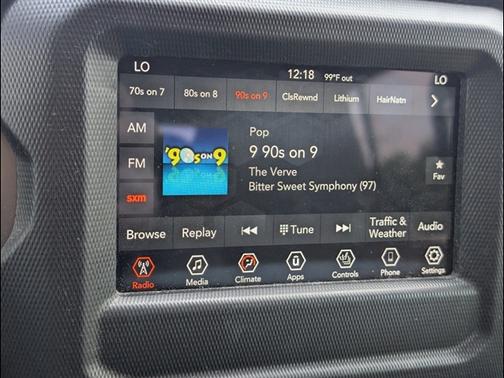 LO 12:18 99°F out LO
70s on 7 80s on 8 90s on 9 ClsRewnd Lithium HairNatn
AM
Pop
'90s ON 9
9 90s on 9
FM
The Verve
Fav
sxm
Bitter Sweet Symphony (97)
Browse Replay Tune Traffic & Weather Audio
Radio Media Climate Apps Controls Phone Settings